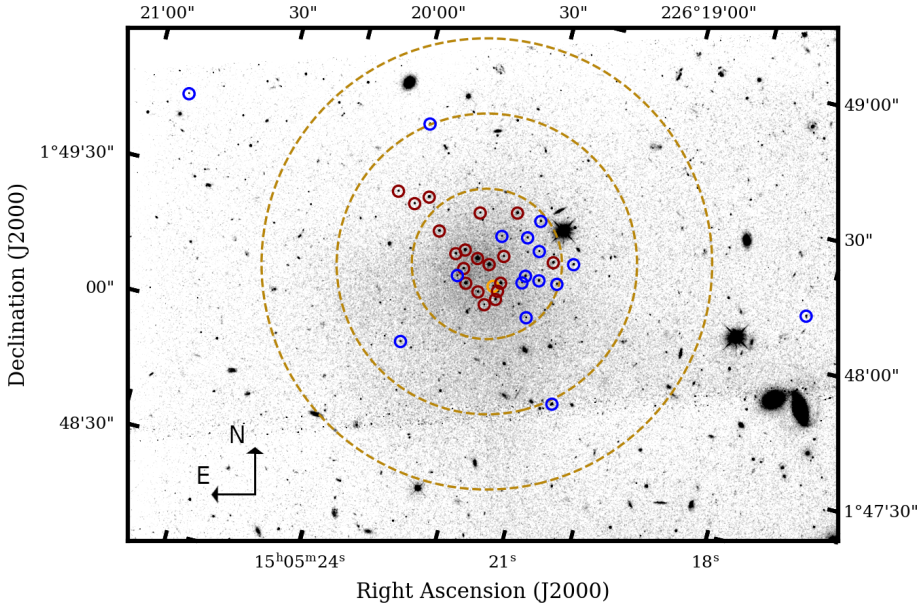 21'00" 30" 20'00" 30" 226°19'00"
49'00"
1°49'30"
30"
00"
48'00"
48'30"
N
E
1°47'30"
15ʰ05ᵐ24ˢ 21ˢ 18ˢ
Right Ascension (J2000)
Declination (J2000)